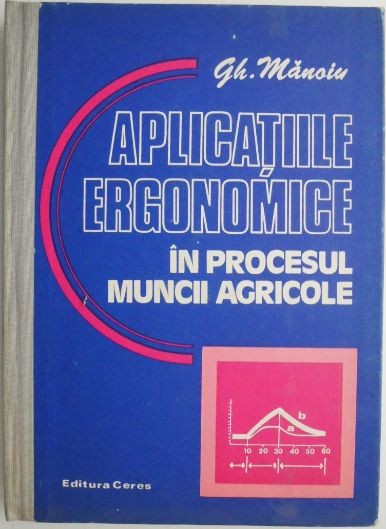 Gh. Mănoiu
APLICAȚIILE
ERGONOMICE
ÎN PROCESUL
MUNCII AGRICOLE
b
a
10 20 30 40 50 60
Editura Ceres